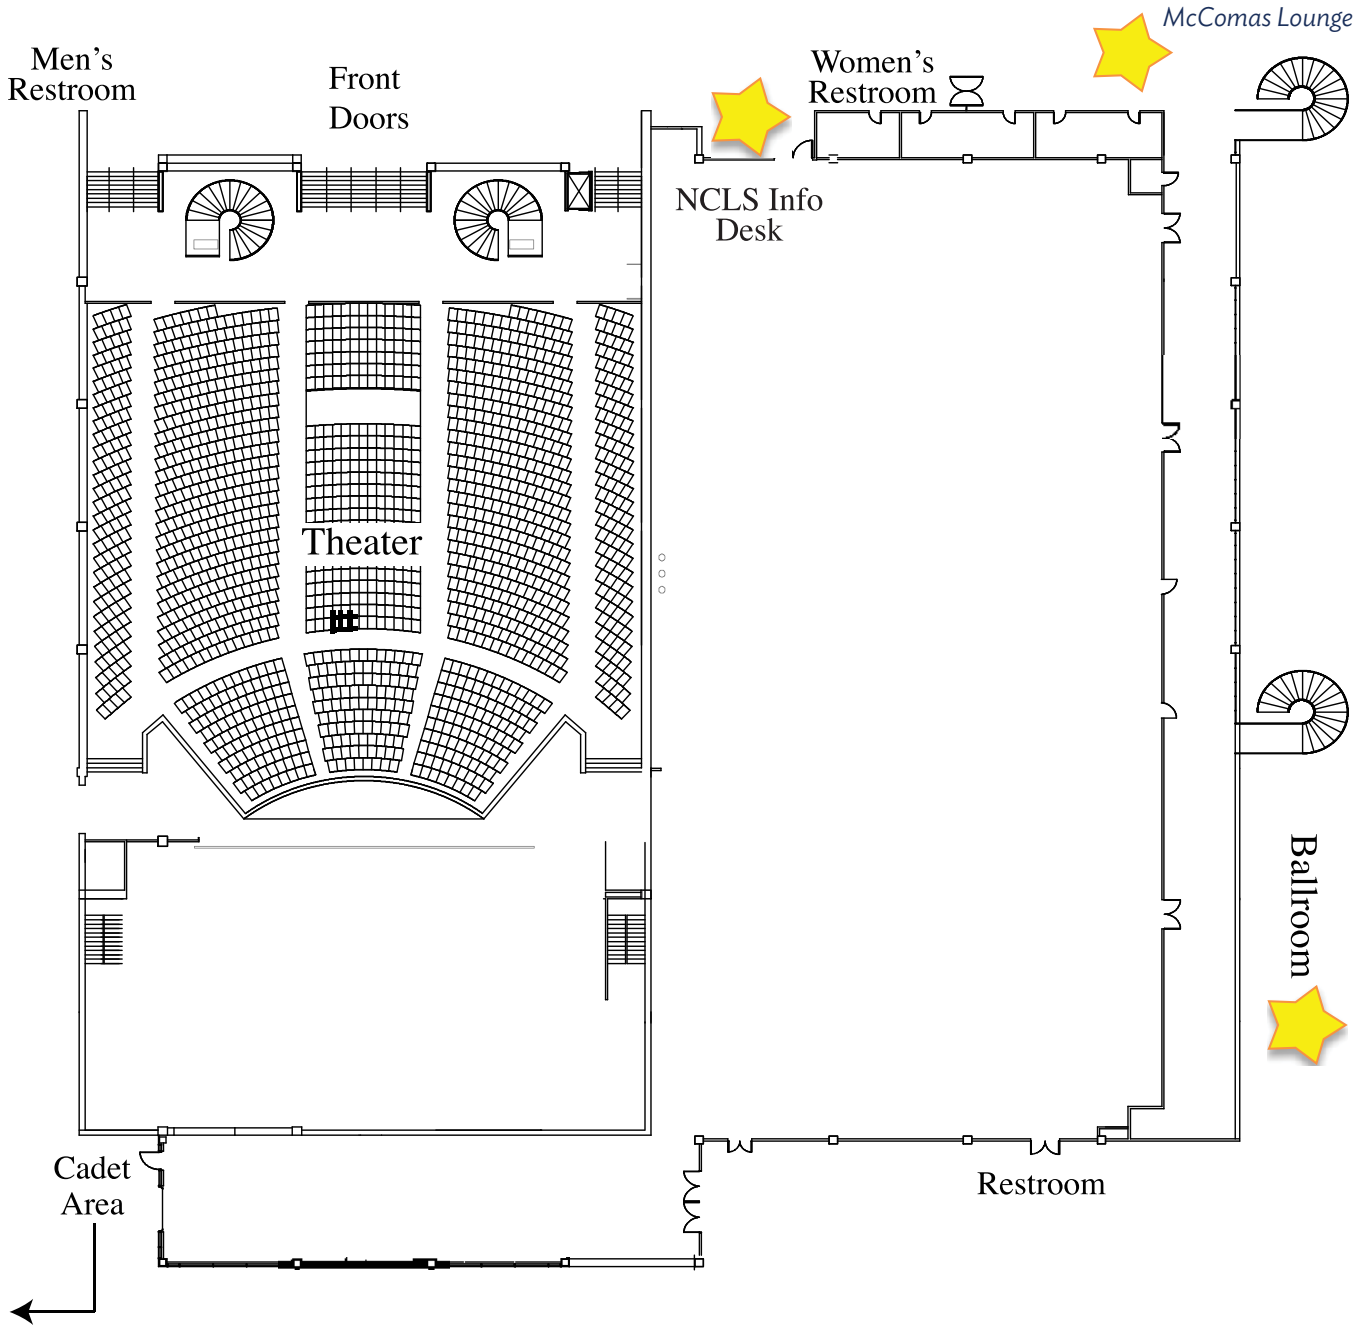 McComas Lounge
Men’s
Restroom
Front
Doors
Women’s
Restroom
NCLS Info
Desk
Theater
Ballroom
Cadet
Area
Restroom